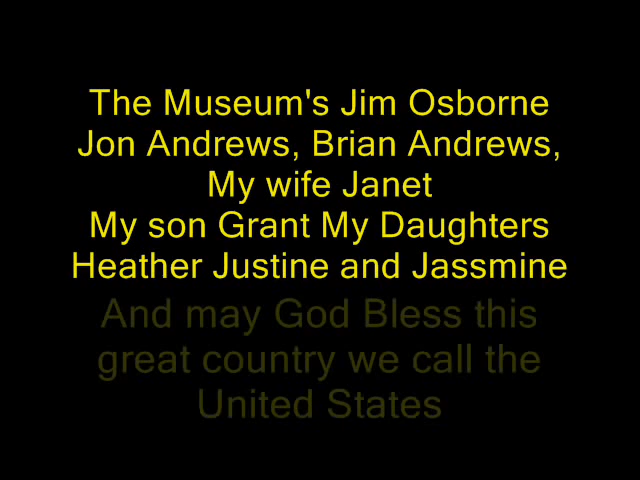 The Museum's Jim Osborne
Jon Andrews, Brian Andrews,
My wife Janet
My son Grant My Daughters
Heather Justine and Jassmine
And may God Bless this
great country we call the
United States